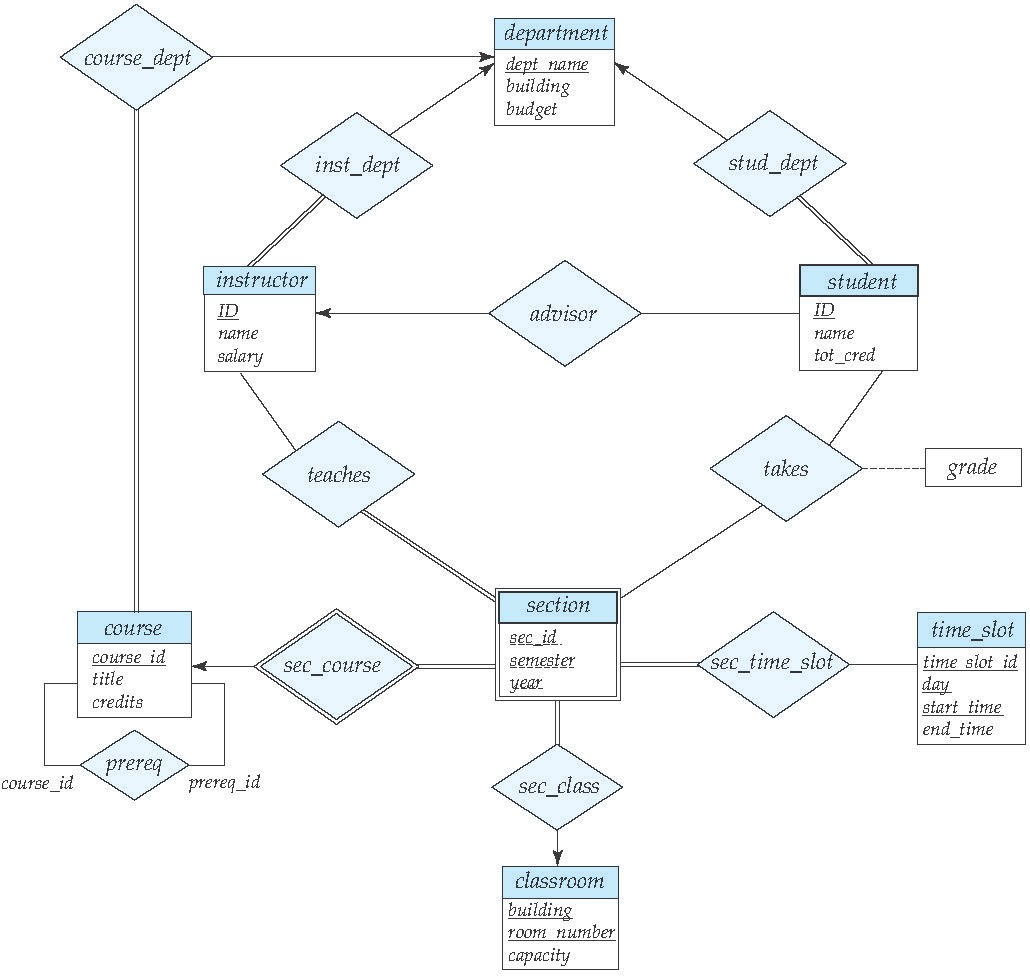 department
course_dept
dept_name
building
budget
inst_dept
stud_dept
instructor
ID
name
salary
advisor
student
ID
name
tot_cred
teaches
takes
grade
section
sec_id
semester
year
course
course_id
title
credits
sec_course
sec_time_slot
time_slot
time_slot_id
day
start_time
end_time
prereq
course_id
prereq_id
sec_class
classroom
building
room_number
capacity